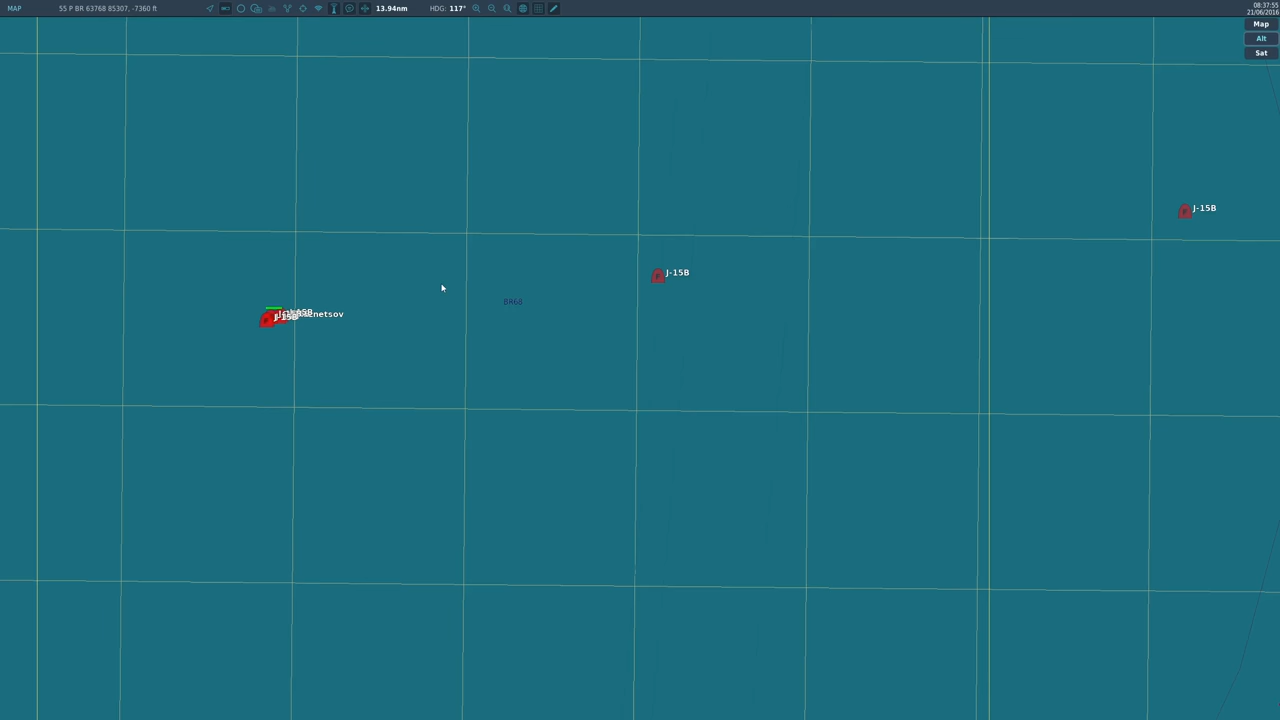 MAP
55 P BR 63768 85307, -7360 ft
13.94nm
HDG: 117°
08:37:55
21/06/2016
Map
Alt
Sat
J-15B
J-15B
BR68
J-15B